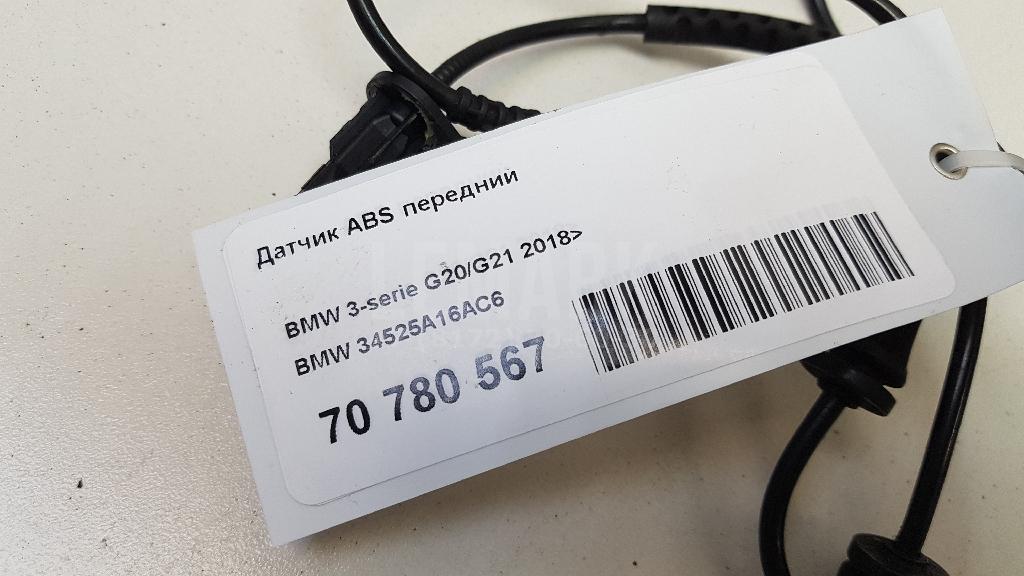 Датчик ABS передний
BMW 3-serie G20/G21 2018>
BMW 34525A16AC6
70 780 567